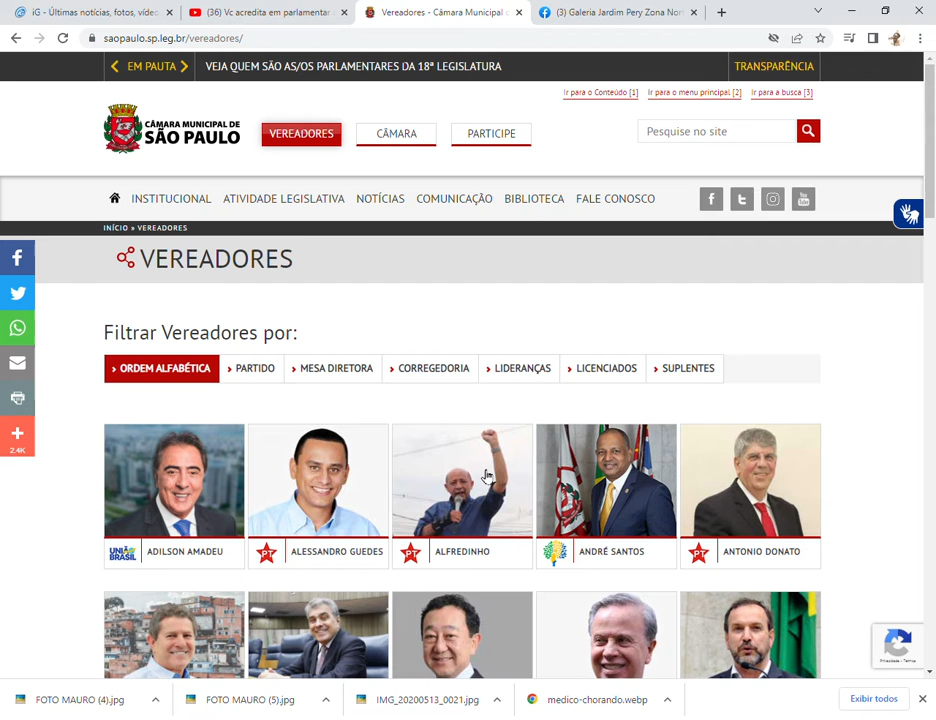 iG - Últimas notícias, fotos, vídeo
(36) Vc acredita em parlamentar
Vereadores - Câmara Municipal
(3) Galeria Jardim Pery Zona Nor
saopaulo.sp.leg.br/vereadores/
EM PAUTA
VEJA QUEM SÃO AS/OS PARLAMENTARES DA 18ª LEGISLATURA
TRANSPARÊNCIA
Ir para o Conteúdo [1]
Ir para o menu principal [2]
Ir para a busca [3]
CÂMARA MUNICIPAL DE
SÃO PAULO
VEREADORES
CÂMARA
PARTICIPE
Pesquise no site
INSTITUCIONAL
ATIVIDADE LEGISLATIVA
NOTÍCIAS
COMUNICAÇÃO
BIBLIOTECA
FALE CONOSCO
INÍCIO » VEREADORES
VEREADORES
Filtrar Vereadores por:
ORDEM ALFABÉTICA
PARTIDO
MESA DIRETORA
CORREGEDORIA
LIDERANÇAS
LICENCIADOS
SUPLENTES
2.4K
UNIÃO BRASIL
ADILSON AMADEU
PT
ALESSANDRO GUEDES
PT
ALFREDINHO
ANDRÉ SANTOS
PT
ANTONIO DONATO
Privacidade - Termos
FOTO MAURO (4).jpg
FOTO MAURO (5).jpg
IMG_20200513_0021.jpg
medico-chorando.webp
Exibir todos